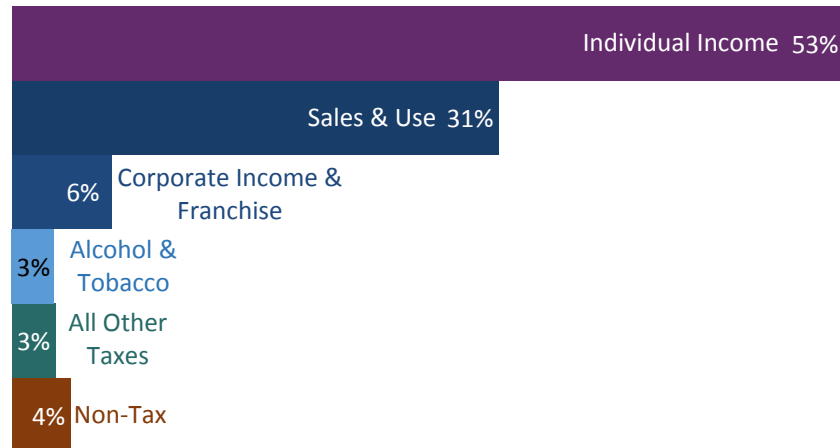 Individual Income 53%
Sales & Use 31%
6% Corporate Income &
Franchise
3% Alcohol &
Tobacco
3% All Other
Taxes
4% Non-Tax